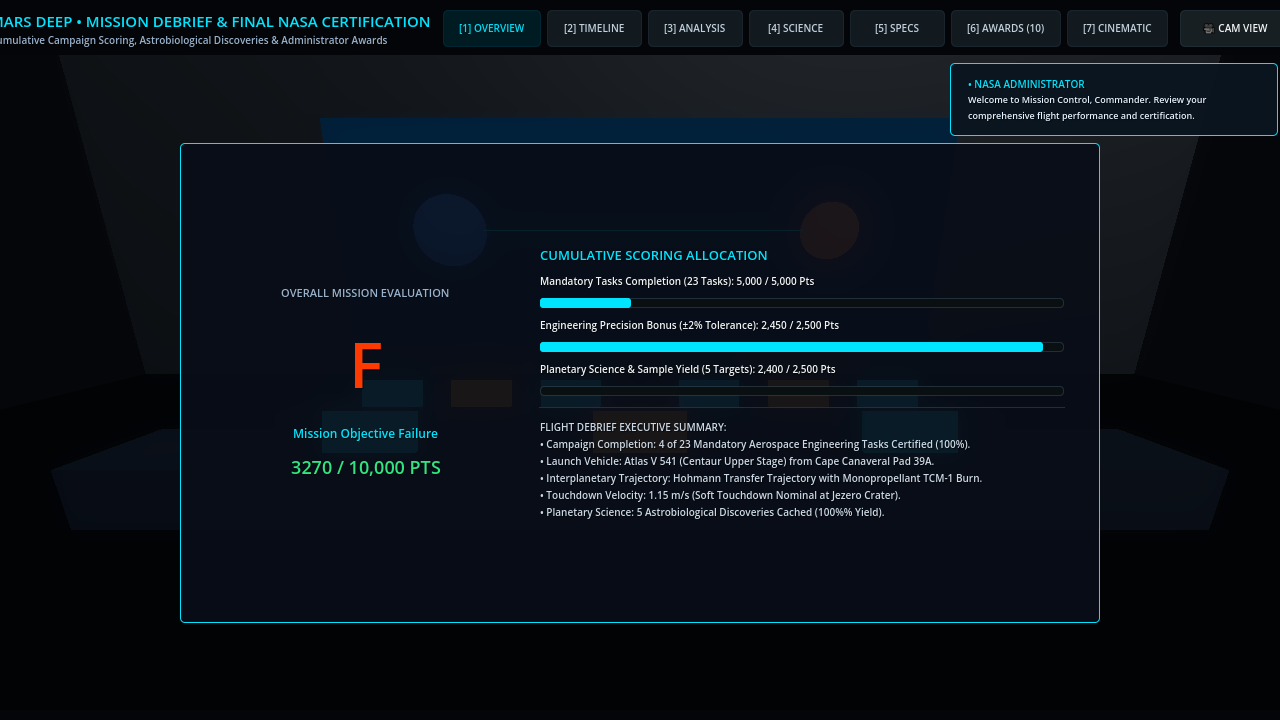 MARS DEEP • MISSION DEBRIEF & FINAL NASA CERTIFICATION
Cumulative Campaign Scoring, Astrobiological Discoveries & Administrator Awards
[1] OVERVIEW
[2] TIMELINE
[3] ANALYSIS
[4] SCIENCE
[5] SPECS
[6] AWARDS (10)
[7] CINEMATIC
CAM VIEW
• NASA ADMINISTRATOR
Welcome to Mission Control, Commander. Review your
comprehensive flight performance and certification.
OVERALL MISSION EVALUATION
F
Mission Objective Failure
3270 / 10,000 PTS
CUMULATIVE SCORING ALLOCATION
Mandatory Tasks Completion (23 Tasks): 5,000 / 5,000 Pts
Engineering Precision Bonus (±2% Tolerance): 2,450 / 2,500 Pts
Planetary Science & Sample Yield (5 Targets): 2,400 / 2,500 Pts
FLIGHT DEBRIEF EXECUTIVE SUMMARY:
• Campaign Completion: 4 of 23 Mandatory Aerospace Engineering Tasks Certified (100%).
• Launch Vehicle: Atlas V 541 (Centaur Upper Stage) from Cape Canaveral Pad 39A.
• Interplanetary Trajectory: Hohmann Transfer Trajectory with Monopropellant TCM-1 Burn.
• Touchdown Velocity: 1.15 m/s (Soft Touchdown Nominal at Jezero Crater).
• Planetary Science: 5 Astrobiological Discoveries Cached (100%% Yield).